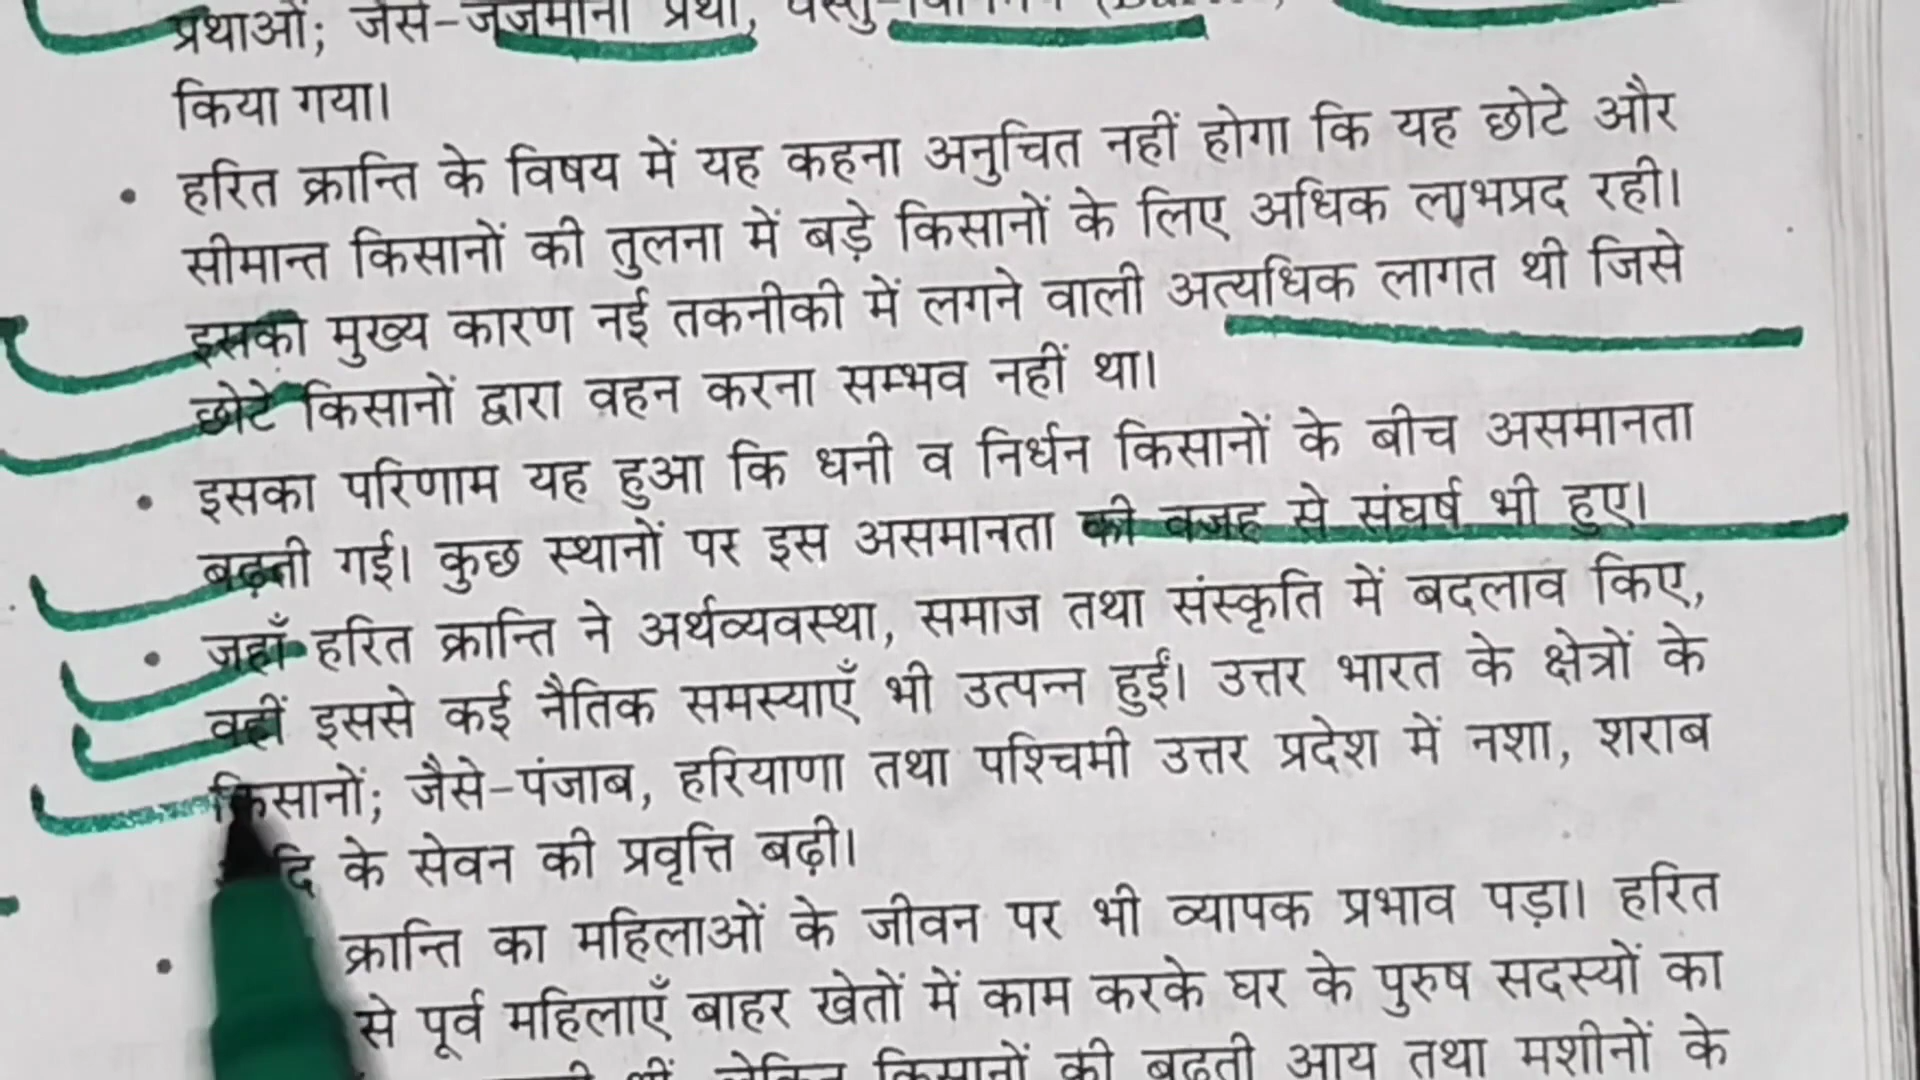 प्रथाओं; जैसे-जजमानी प्रथा, वस्तु-विनिमय
किया गया।
• हरित क्रान्ति के विषय में यह कहना अनुचित नहीं होगा कि यह छोटे और
सीमान्त किसानों की तुलना में बड़े किसानों के लिए अधिक लाभप्रद रही।
इसका मुख्य कारण नई तकनीकी में लगने वाली अत्यधिक लागत थी जिसे
छोटे किसानों द्वारा वहन करना सम्भव नहीं था।
• इसका परिणाम यह हुआ कि धनी व निर्धन किसानों के बीच असमानता
बढ़ती गई। कुछ स्थानों पर इस असमानता की वजह से संघर्ष भी हुए।
• जहाँ हरित क्रान्ति ने अर्थव्यवस्था, समाज तथा संस्कृति में बदलाव किए,
वहीं इससे कई नैतिक समस्याएँ भी उत्पन्न हुईं। उत्तर भारत के क्षेत्रों के
किसानों; जैसे-पंजाब, हरियाणा तथा पश्चिमी उत्तर प्रदेश में नशा, शराब
के सेवन की प्रवृत्ति बढ़ी।
• क्रान्ति का महिलाओं के जीवन पर भी व्यापक प्रभाव पड़ा। हरित
से पूर्व महिलाएँ बाहर खेतों में काम करके घर के पुरुष सदस्यों का
लेकिन किसानों की बढ़ती आय तथा मशीनों के